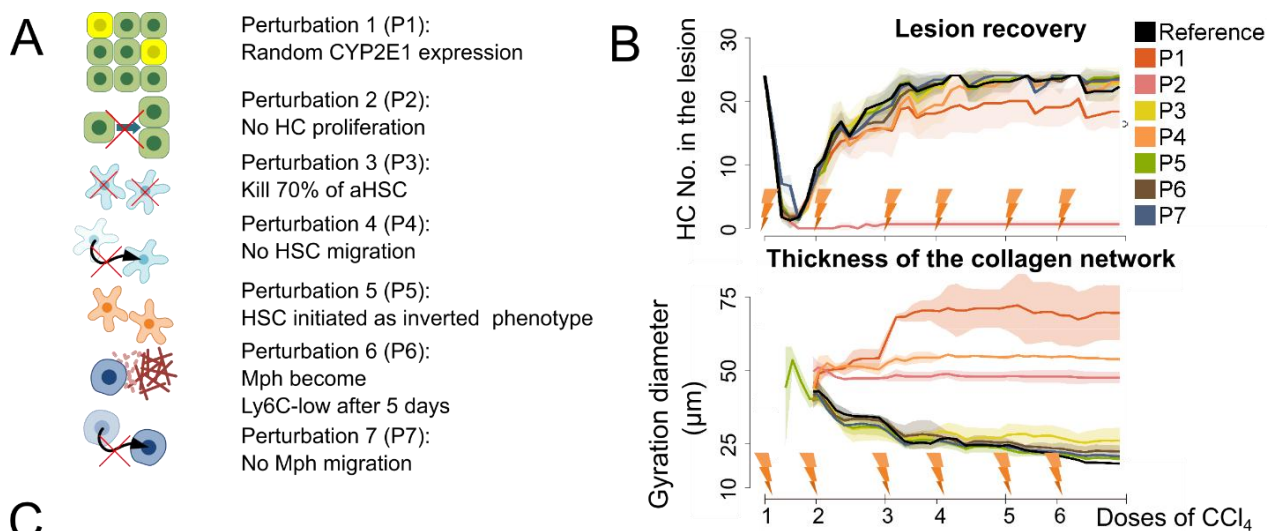 A
Perturbation 1 (P1):
Random CYP2E1 expression
Perturbation 2 (P2):
No HC proliferation
Perturbation 3 (P3):
Kill 70% of aHSC
Perturbation 4 (P4):
No HSC migration
Perturbation 5 (P5):
HSC initiated as inverted phenotype
Perturbation 6 (P6):
Mph become
Ly6C-low after 5 days
Perturbation 7 (P7):
No Mph migration
B
Lesion recovery
HC No. in the lesion
30
20
10
0
Reference
P1
P2
P3
P4
P5
P6
P7
Thickness of the collagen network
Gyration diameter
(μm)
75
50
25
10
1 2 3 4 5 6 Doses of CCl₄
C